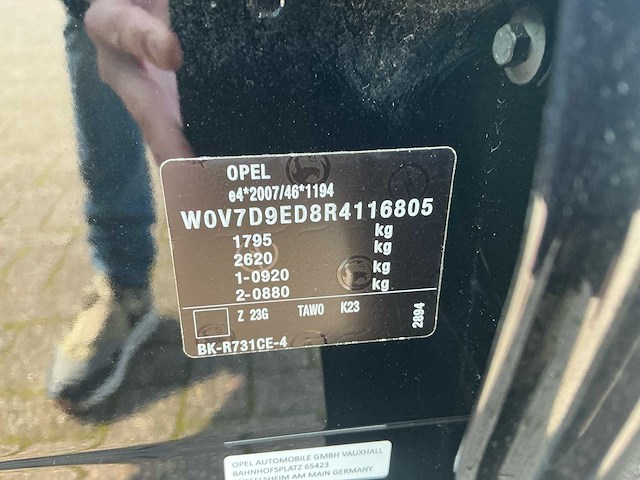 OPEL
e4*2007/46*1194
W0V7D9ED8R4116805
1795 kg
2620 kg
1-0920 kg
2-0880 kg
Z 23G TAWO K23
2894
BK-R731CE-4
OPEL AUTOMOBILE GMBH VAUXHALL
BAHNHOFSPLATZ 65423
RÜSSELSHEIM AM MAIN GERMANY